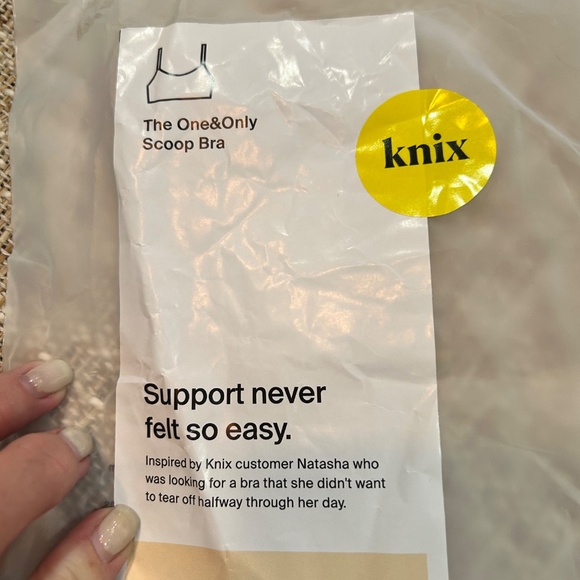 The One&Only
Scoop Bra
knix
Support never
felt so easy.
Inspired by Knix customer Natasha who
was looking for a bra that she didn't want
to tear off halfway through her day.